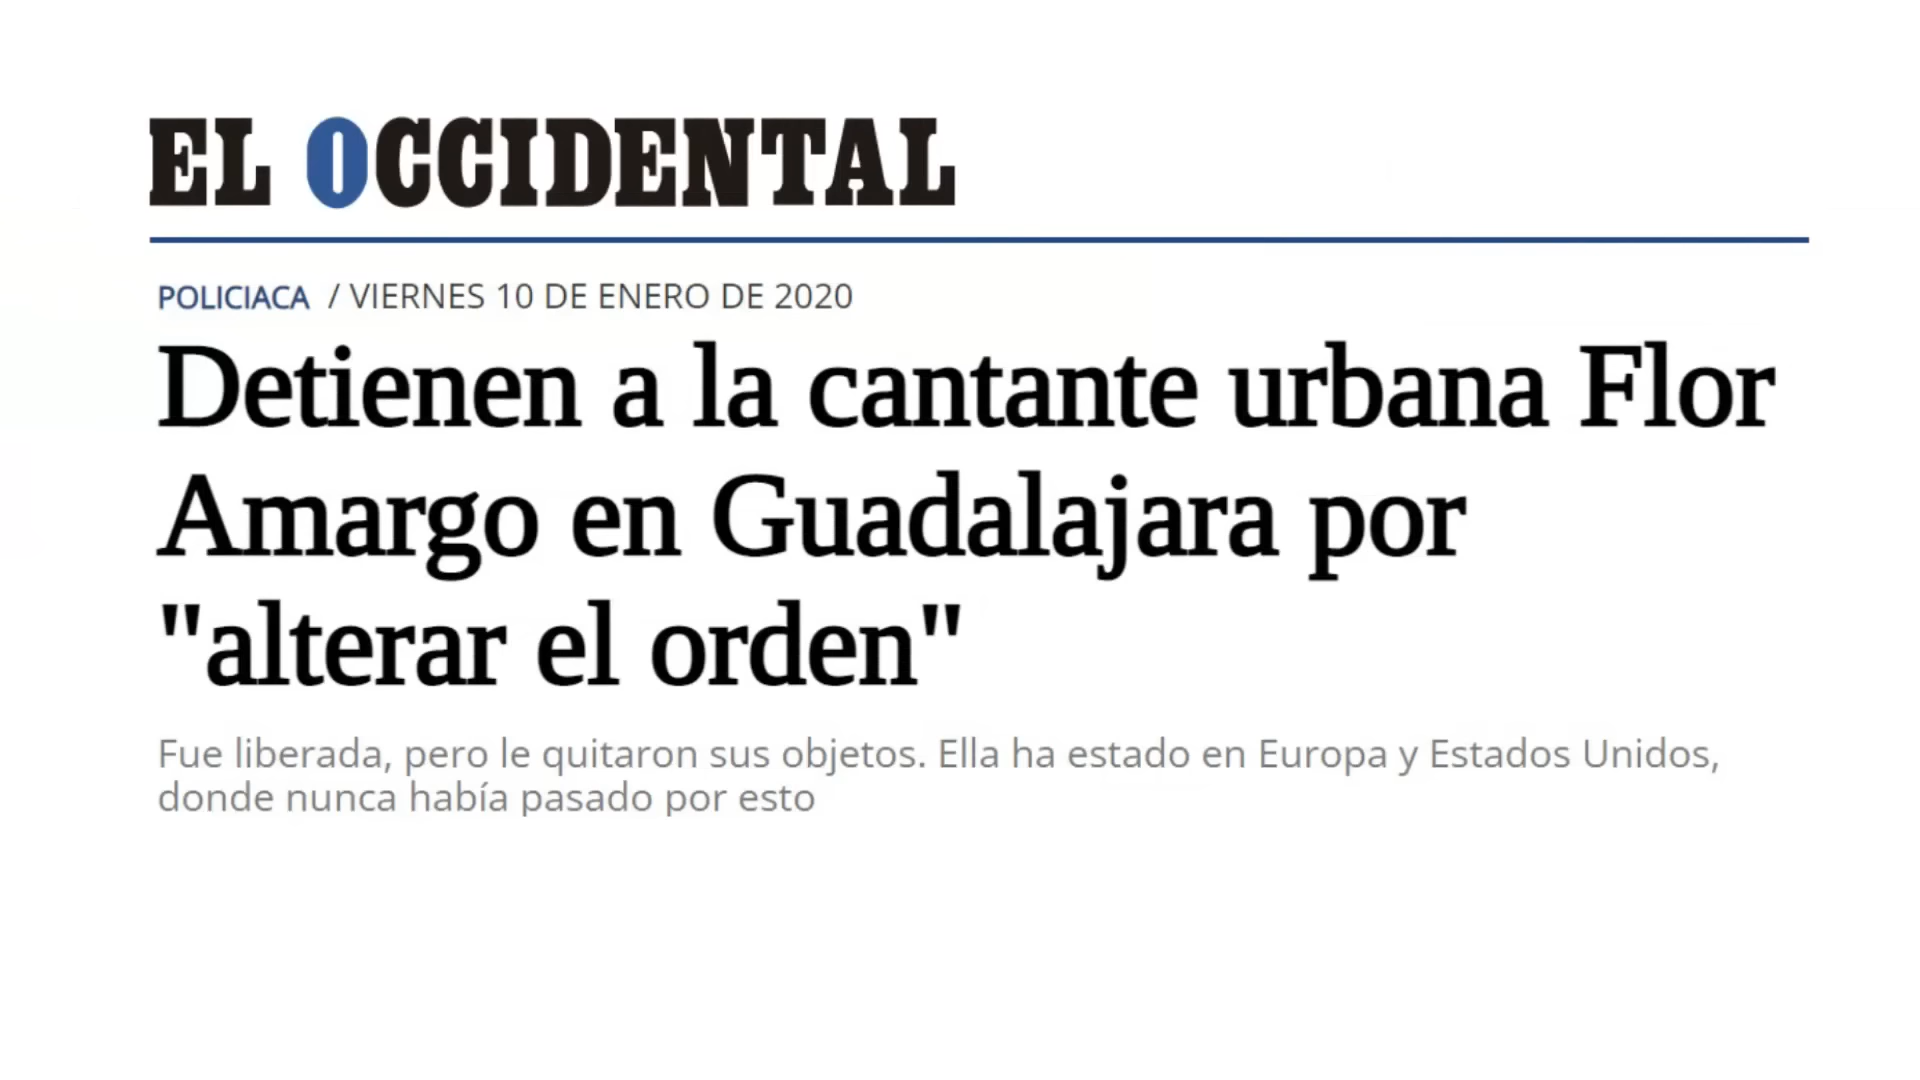 EL OCCIDENTAL
POLICIACA / VIERNES 10 DE ENERO DE 2020
Detienen a la cantante urbana Flor
Amargo en Guadalajara por
"alterar el orden"
Fue liberada, pero le quitaron sus objetos. Ella ha estado en Europa y Estados Unidos,
donde nunca había pasado por esto